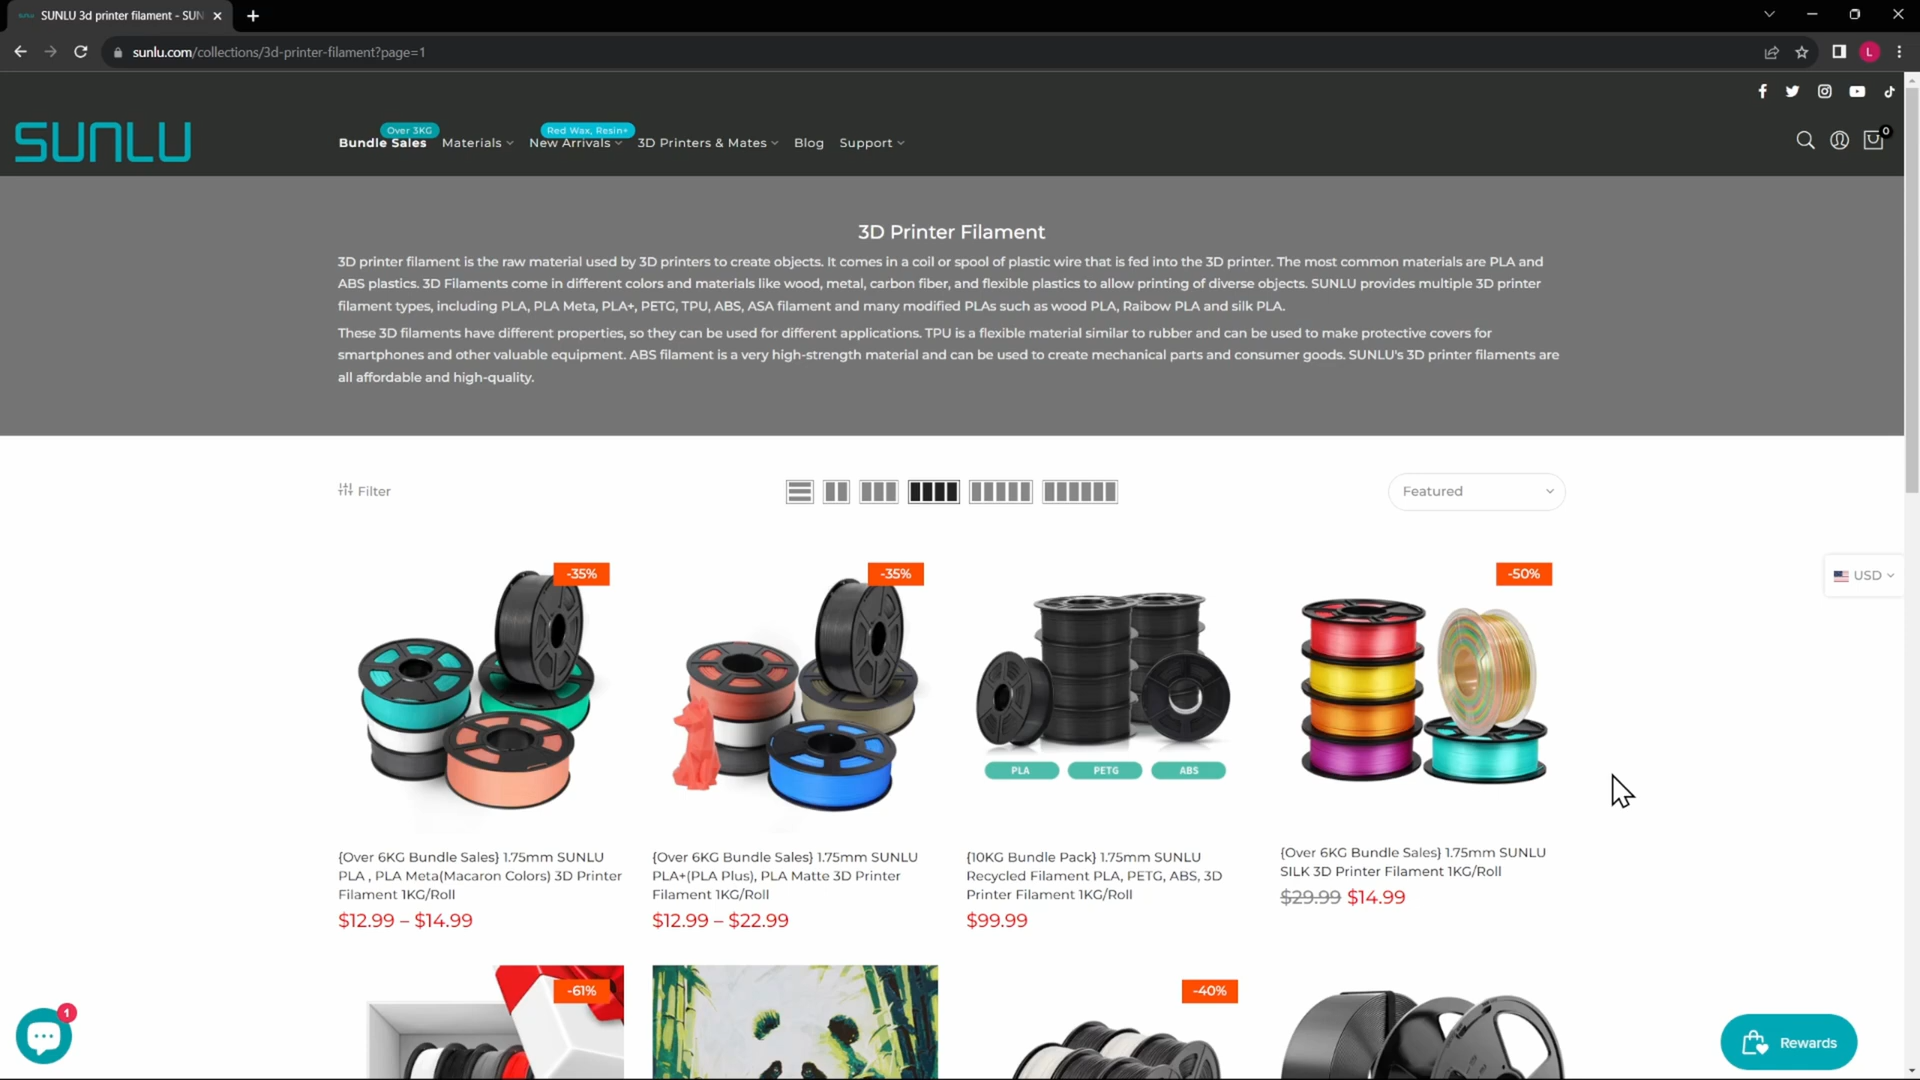 SUNLU 3d printer filament - SUN
sunlu.com/collections/3d-printer-filament?page=1
L
SUNLU
Over 3KG
Red Wax, Resin+
Bundle Sales
Materials
New Arrivals
3D Printers & Mates
Blog
Support
0
3D Printer Filament
3D printer filament is the raw material used by 3D printers to create objects. It comes in a coil or spool of plastic wire that is fed into the 3D printer. The most common materials are PLA and
ABS plastics. 3D Filaments come in different colors and materials like wood, metal, carbon fiber, and flexible plastics to allow printing of diverse objects. SUNLU provides multiple 3D printer
filament types, including PLA, PLA Meta, PLA+, PETG, TPU, ABS, ASA filament and many modified PLAs such as wood PLA, Raibow PLA and silk PLA.
These 3D filaments have different properties, so they can be used for different applications. TPU is a flexible material similar to rubber and can be used to make protective covers for
smartphones and other valuable equipment. ABS filament is a very high-strength material and can be used to create mechanical parts and consumer goods. SUNLU's 3D printer filaments are
all affordable and high-quality.
Filter
Featured
USD
-35%
-35%
-50%
PLA
PETG
ABS
{Over 6KG Bundle Sales} 1.75mm SUNLU
PLA , PLA Meta(Macaron Colors) 3D Printer
Filament 1KG/Roll
$12.99 – $14.99
{Over 6KG Bundle Sales} 1.75mm SUNLU
PLA+(PLA Plus), PLA Matte 3D Printer
Filament 1KG/Roll
$12.99 – $22.99
{10KG Bundle Pack} 1.75mm SUNLU
Recycled Filament PLA, PETG, ABS, 3D
Printer Filament 1KG/Roll
$99.99
{Over 6KG Bundle Sales} 1.75mm SUNLU
SILK 3D Printer Filament 1KG/Roll
$29.99 $14.99
-61%
-40%
1
Rewards